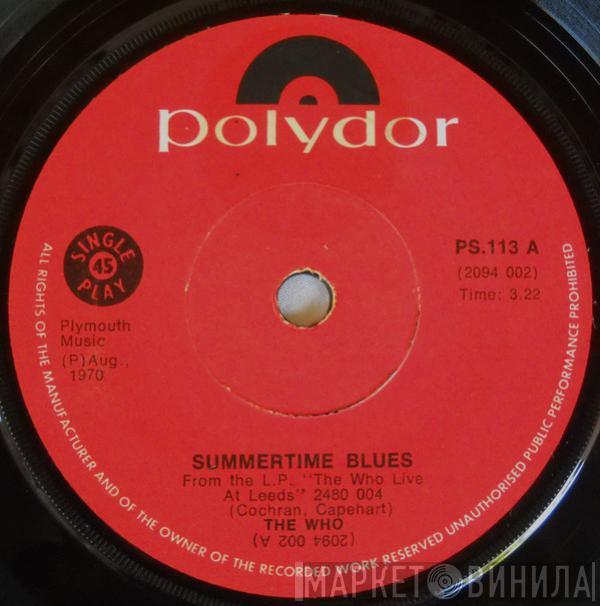 polydor
SINGLE
45
PLAY
PS.113 A
(2094 002)
Time: 3.22
Plymouth
Music
(P)Aug.,
1970
SUMMERTIME BLUES
From the L.P. "The Who Live
At Leeds" 2480 004
(Cochran, Capehart)
THE WHO
(2094 002 A)
ALL RIGHTS OF THE MANUFACTURER AND OF THE OWNER OF THE RECORDED WORK RESERVED UNAUTHORISED PUBLIC PERFORMANCE PROHIBITED
МАРКЕТ ВИНИЛА